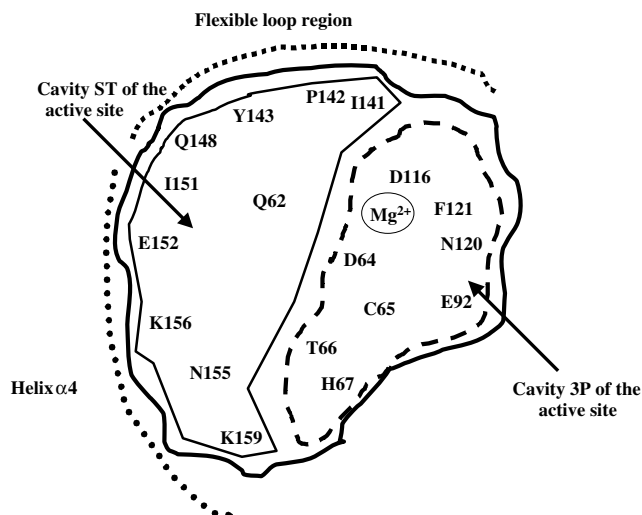 Flexible loop region
Cavity ST of the
active site
P142
I141
Y143
Q148
D116
I151
Q62
Mg²⁺
F121
E152
N120
D64
E92
C65
K156
T66
N155
H67
Helix α4
Cavity 3P of the
active site
K159